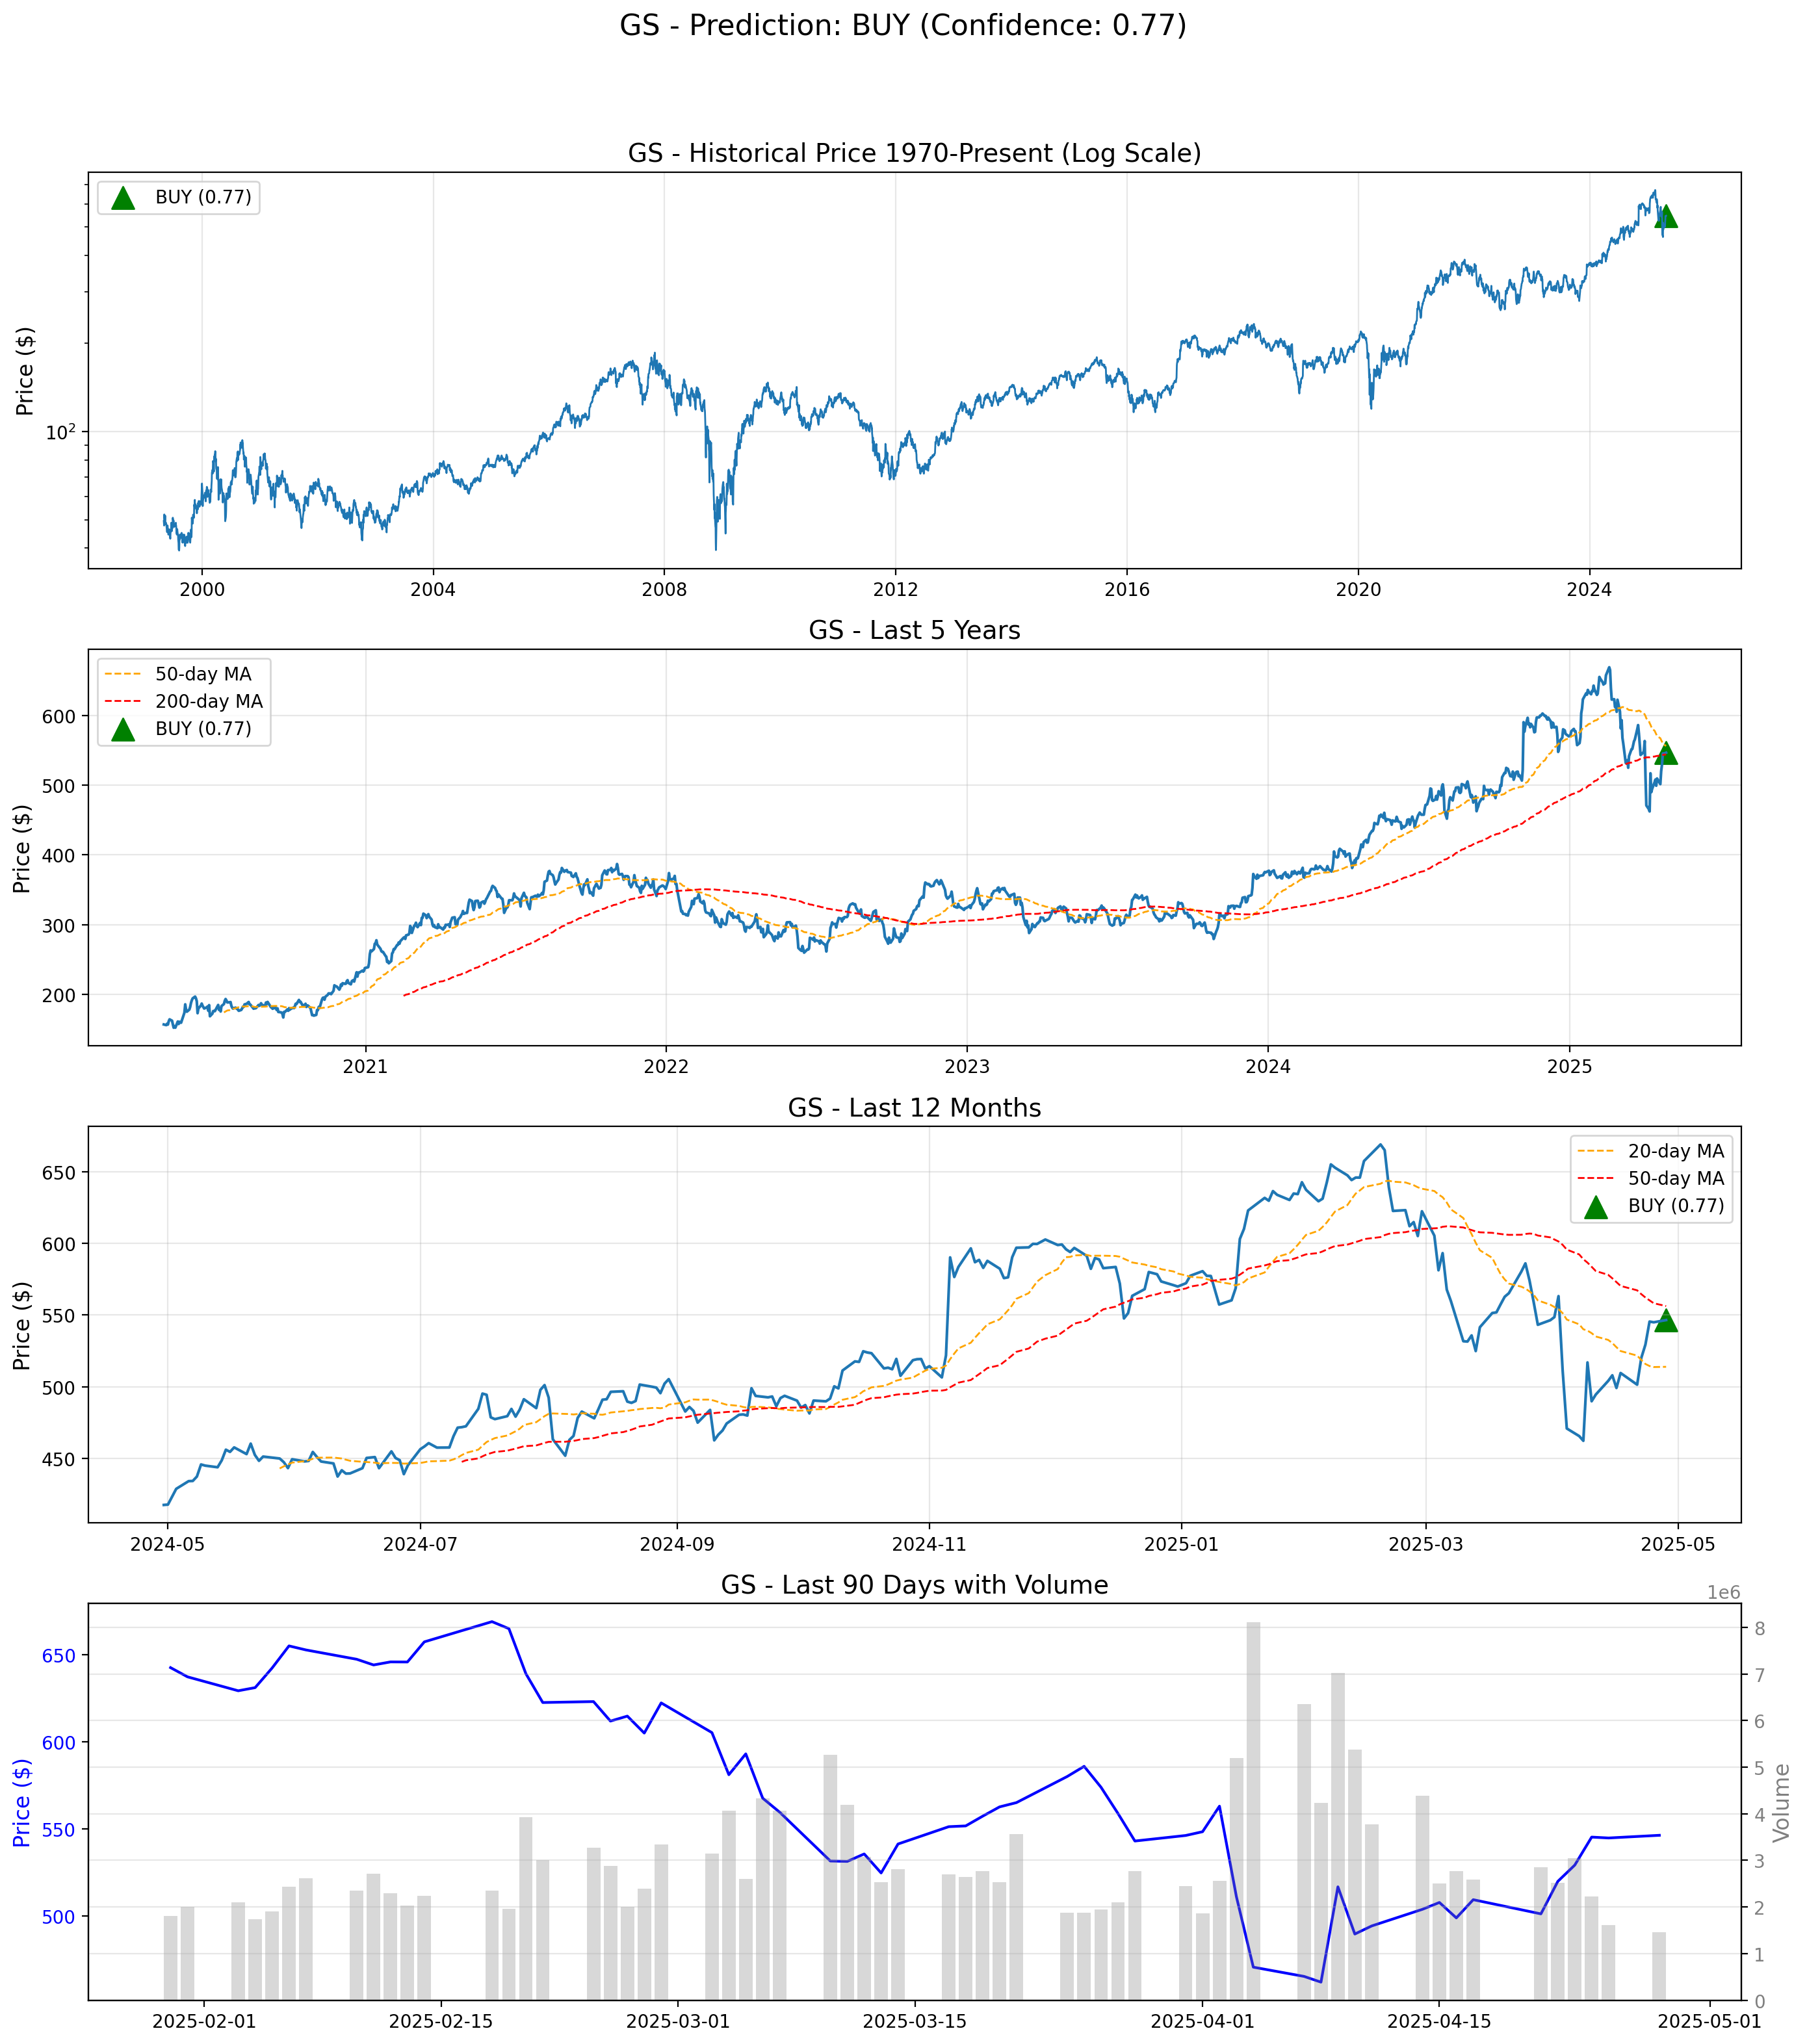 GS - Prediction: BUY (Confidence: 0.77)
GS - Historical Price 1970-Present (Log Scale)
BUY (0.77)
Price ($)
10²
2000 2004 2008 2012 2016 2020 2024
GS - Last 5 Years
50-day MA
200-day MA
BUY (0.77)
Price ($)
600
500
400
300
200
2021 2022 2023 2024 2025
GS - Last 12 Months
20-day MA
50-day MA
BUY (0.77)
Price ($)
650
600
550
500
450
2024-05 2024-07 2024-09 2024-11 2025-01 2025-03 2025-05
GS - Last 90 Days with Volume
1e6
Price ($)
650
600
550
500
8
7
6
5
4
3
2
1
0
Volume
2025-02-01 2025-02-15 2025-03-01 2025-03-15 2025-04-01 2025-04-15 2025-05-01